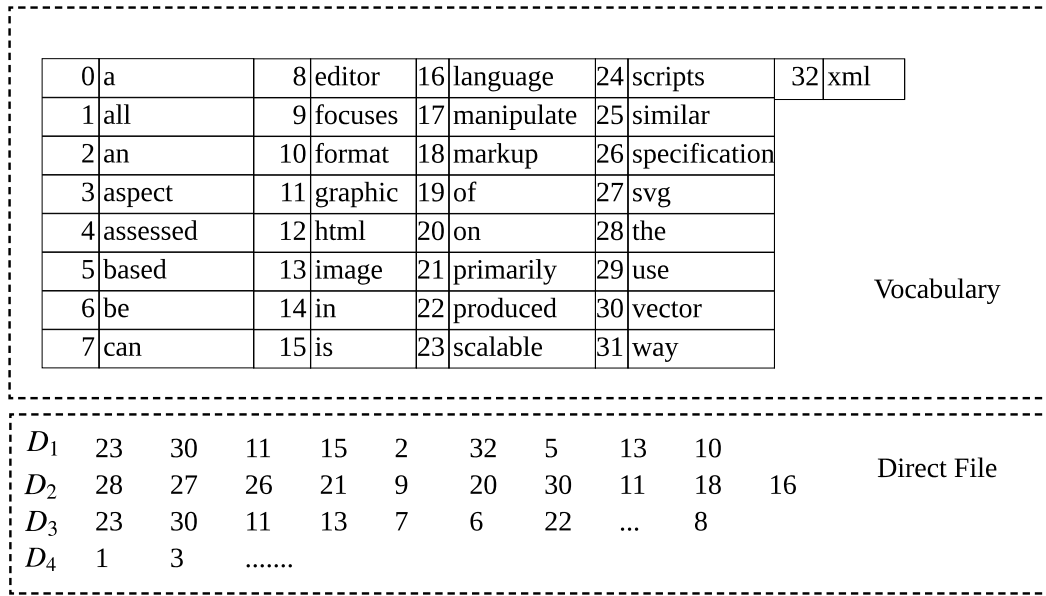 0 a 8 editor 16 language 24 scripts 32 xml
1 all 9 focuses 17 manipulate 25 similar
2 an 10 format 18 markup 26 specification
3 aspect 11 graphic 19 of 27 svg
4 assessed 12 html 20 on 28 the
5 based 13 image 21 primarily 29 use
6 be 14 in 22 produced 30 vector
7 can 15 is 23 scalable 31 way
Vocabulary
D1 23 30 11 15 2 32 5 13 10
D2 28 27 26 21 9 20 30 11 18 16
D3 23 30 11 13 7 6 22 ... 8
D4 1 3 .......
Direct File